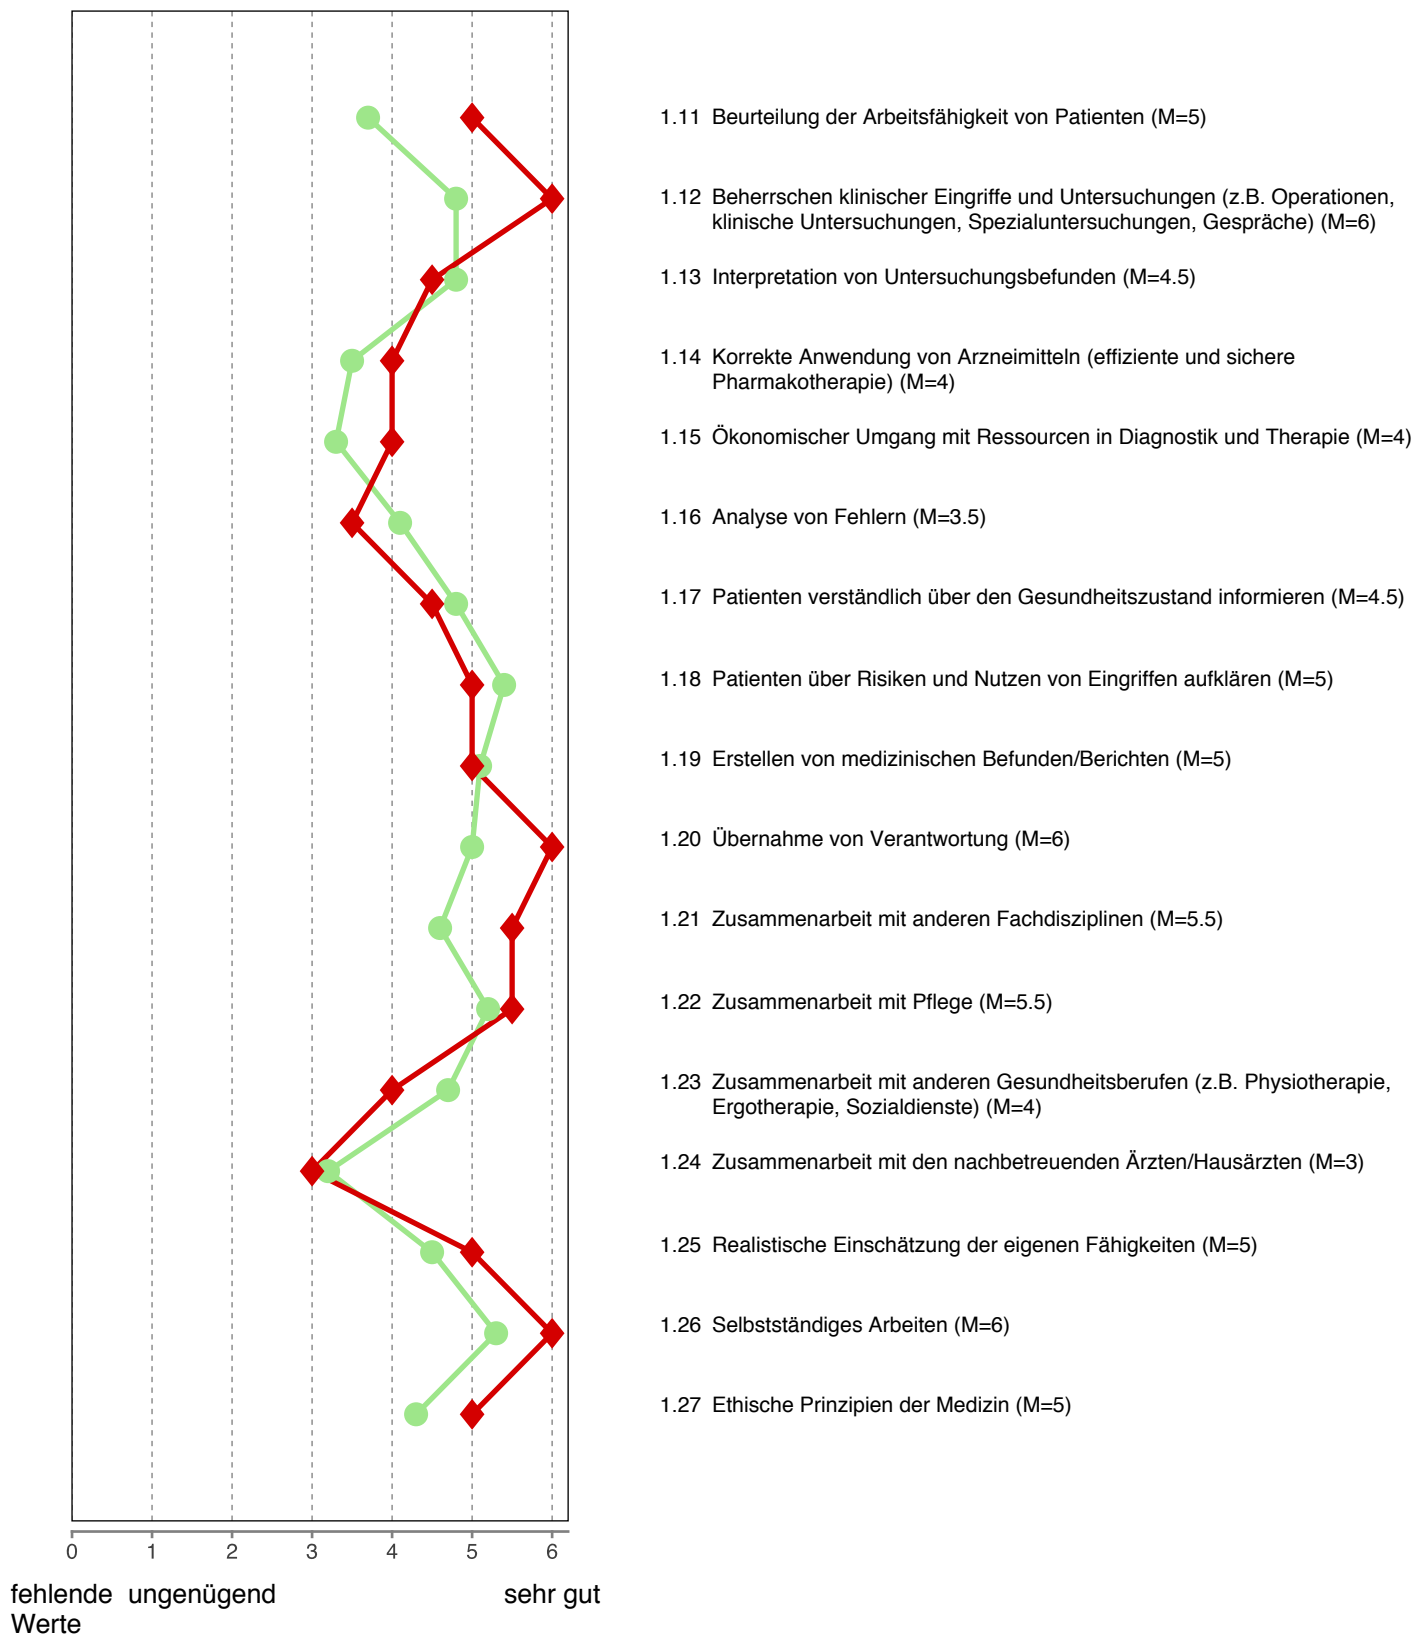 1.11 Beurteilung der Arbeitsfähigkeit von Patienten (M=5)
1.12 Beherrschen klinischer Eingriffe und Untersuchungen (z.B. Operationen,
klinische Untersuchungen, Spezialuntersuchungen, Gespräche) (M=6)
1.13 Interpretation von Untersuchungsbefunden (M=4.5)
1.14 Korrekte Anwendung von Arzneimitteln (effiziente und sichere
Pharmakotherapie) (M=4)
1.15 Ökonomischer Umgang mit Ressourcen in Diagnostik und Therapie (M=4)
1.16 Analyse von Fehlern (M=3.5)
1.17 Patienten verständlich über den Gesundheitszustand informieren (M=4.5)
1.18 Patienten über Risiken und Nutzen von Eingriffen aufklären (M=5)
1.19 Erstellen von medizinischen Befunden/Berichten (M=5)
1.20 Übernahme von Verantwortung (M=6)
1.21 Zusammenarbeit mit anderen Fachdisziplinen (M=5.5)
1.22 Zusammenarbeit mit Pflege (M=5.5)
1.23 Zusammenarbeit mit anderen Gesundheitsberufen (z.B. Physiotherapie,
Ergotherapie, Sozialdienste) (M=4)
1.24 Zusammenarbeit mit den nachbetreuenden Ärzten/Hausärzten (M=3)
1.25 Realistische Einschätzung der eigenen Fähigkeiten (M=5)
1.26 Selbstständiges Arbeiten (M=6)
1.27 Ethische Prinzipien der Medizin (M=5)
0 1 2 3 4 5 6
fehlende ungenügend sehr gut
Werte